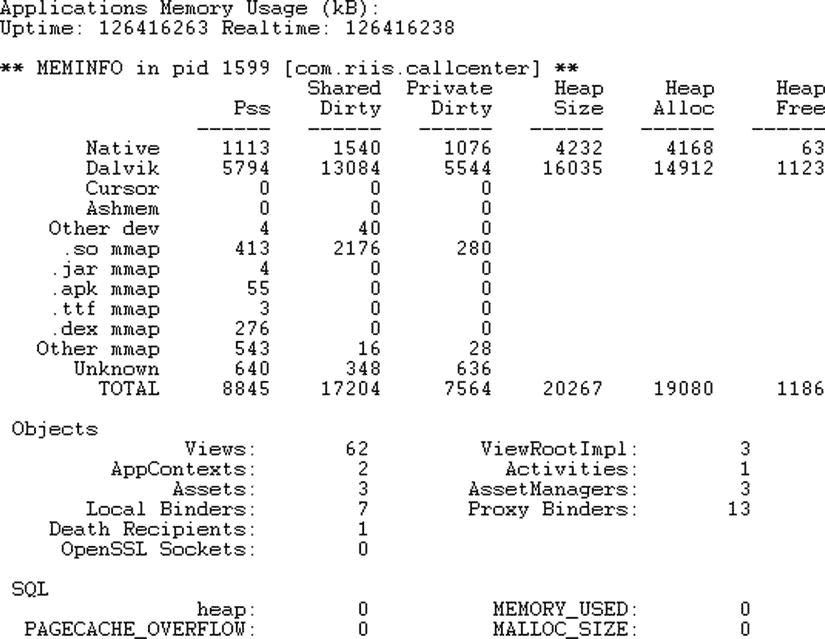 Applications Memory Usage (kB):
Uptime: 126416263 Realtime: 126416238
** MEMINFO in pid 1599 [com.riis.callcenter] **
Shared Private Heap Heap Heap
Pss Dirty Dirty Size Alloc Free
------ ------ ------ ------ ------ ------
Native 1113 1540 1076 4232 4168 63
Dalvik 5794 13084 5544 16035 14912 1123
Cursor 0 0 0
Ashmem 0 0 0
Other dev 4 40 0
.so mmap 413 2176 280
.jar mmap 4 0 0
.apk mmap 55 0 0
.ttf mmap 3 0 0
.dex mmap 276 0 0
Other mmap 543 16 28
Unknown 640 348 636
TOTAL 8845 17204 7564 20267 19080 1186
Objects
Views: 62 ViewRootImpl: 3
AppContexts: 2 Activities: 1
Assets: 3 AssetManagers: 3
Local Binders: 7 Proxy Binders: 13
Death Recipients: 1
OpenSSL Sockets: 0
SQL
heap: 0 MEMORY_USED: 0
PAGECACHE_OVERFLOW: 0 MALLOC_SIZE: 0